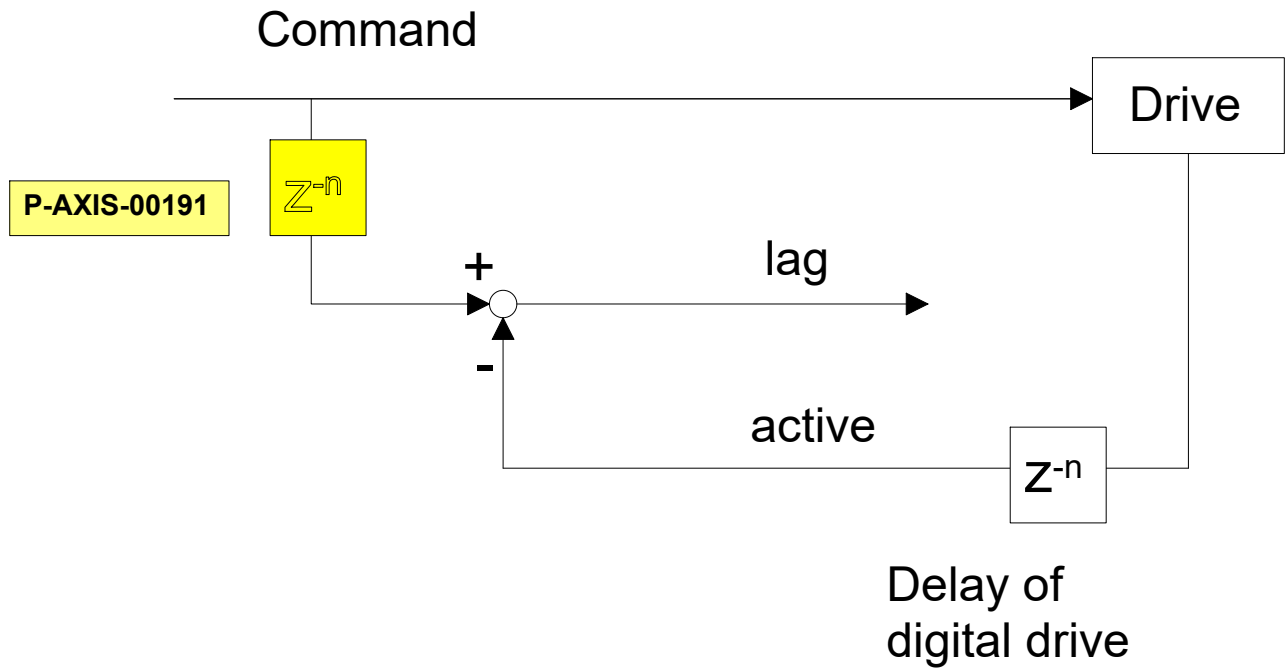 Command
Drive
z⁻ⁿ
P-AXIS-00191
+
lag
-
active
z⁻ⁿ
Delay of
digital drive